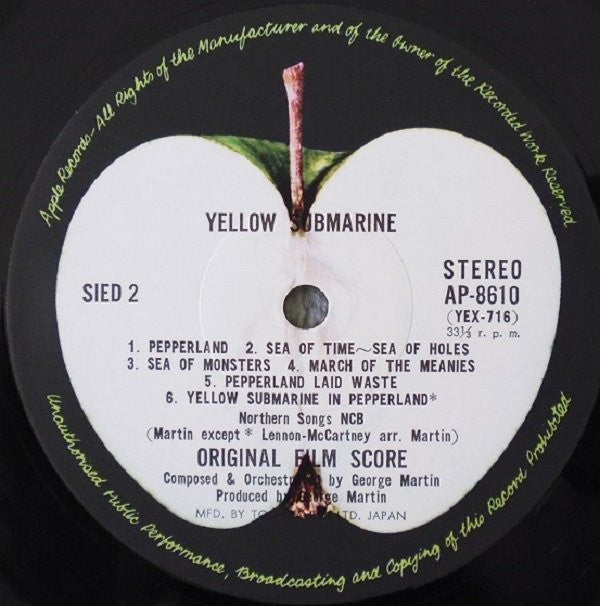 Apple Records-All Rights of the Manufacturer and of the Owner of the Recorded Work Reserved
YELLOW SUBMARINE
SIED 2
STEREO
AP-8610
(YEX-716)
33⅓ r. p. m.
1. PEPPERLAND 2. SEA OF TIME~SEA OF HOLES
3. SEA OF MONSTERS 4. MARCH OF THE MEANIES
5. PEPPERLAND LAID WASTE
6. YELLOW SUBMARINE IN PEPPERLAND*
Northern Songs NCB
(Martin except * Lennon-McCartney arr. Martin)
ORIGINAL FILM SCORE
Composed & Orchestrated by George Martin
Produced by George Martin
MFD. BY LTD. JAPAN
Unauthorised Public Performance, Broadcasting and Copying of this Record Prohibited